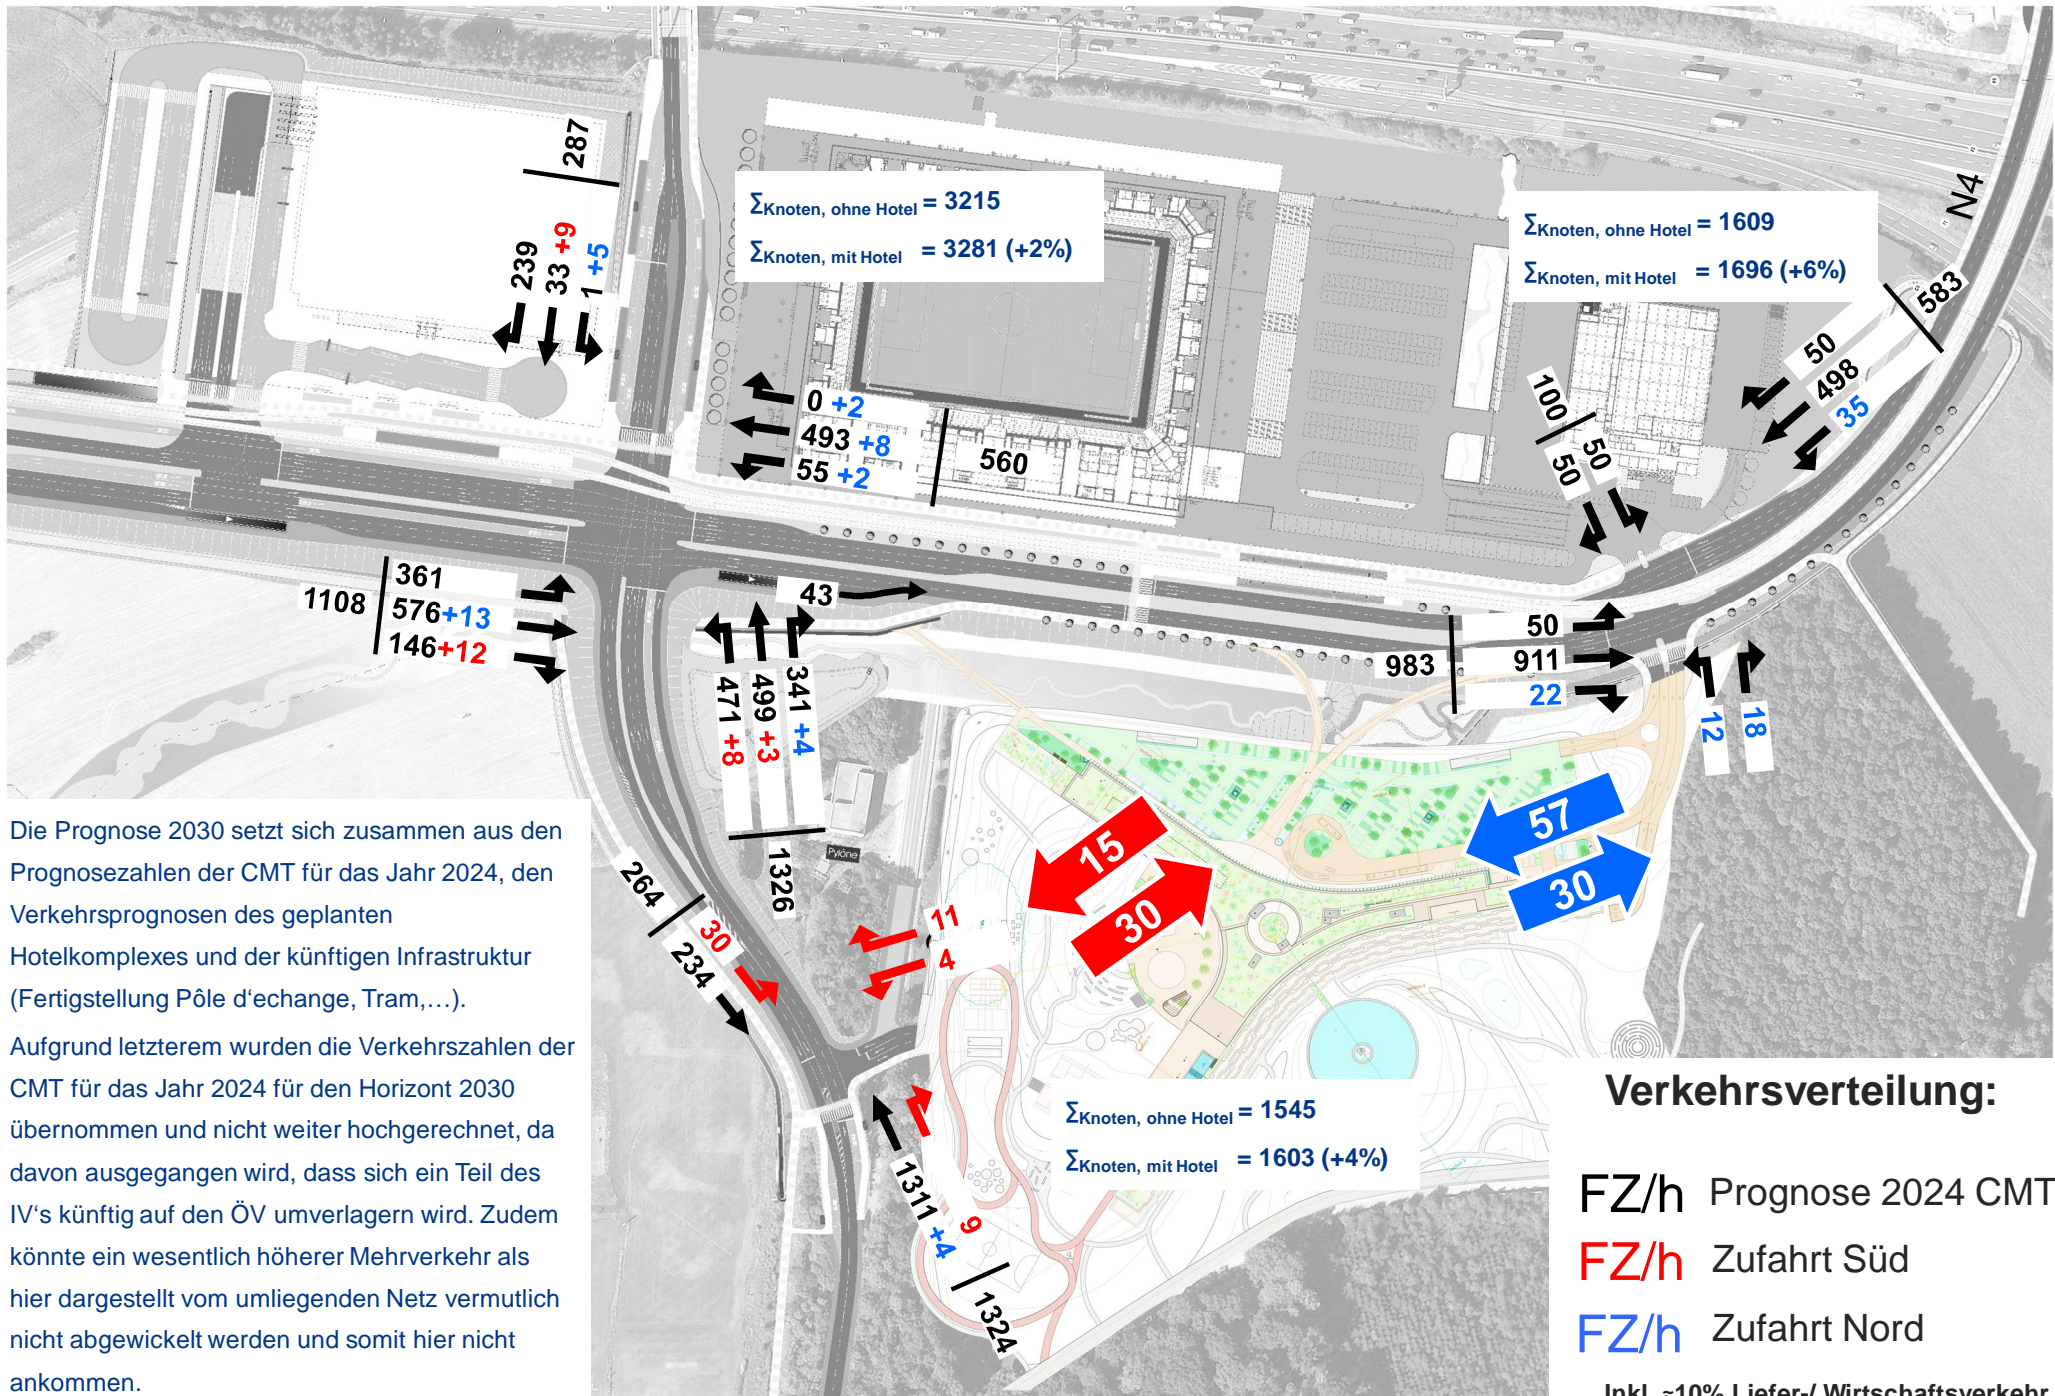 287
239
33 +9
1 +5
∑Knoten, ohne Hotel = 3215
∑Knoten, mit Hotel = 3281 (+2%)
∑Knoten, ohne Hotel = 1609
∑Knoten, mit Hotel = 1696 (+6%)
N4
583
50
498
35
100
50
50
0 +2
493 +8
55 +2
560
1108
361
576+13
146+12
43
471 +8
499 +3
341 +4
1326
983
50
911
22
12
18
57
30
15
30
Pylône
264
234
30
11
4
1311 +4
9
1324
∑Knoten, ohne Hotel = 1545
∑Knoten, mit Hotel = 1603 (+4%)
Die Prognose 2030 setzt sich zusammen aus den
Prognosezahlen der CMT für das Jahr 2024, den
Verkehrsprognosen des geplanten
Hotelkomplexes und der künftigen Infrastruktur
(Fertigstellung Pôle d‘echange, Tram,…).
Aufgrund letzterem wurden die Verkehrszahlen der
CMT für das Jahr 2024 für den Horizont 2030
übernommen und nicht weiter hochgerechnet, da
davon ausgegangen wird, dass sich ein Teil des
IV‘s künftig auf den ÖV umverlagern wird. Zudem
könnte ein wesentlich höherer Mehrverkehr als
hier dargestellt vom umliegenden Netz vermutlich
nicht abgewickelt werden und somit hier nicht
ankommen.
Verkehrsverteilung:
FZ/h Prognose 2024 CMT
FZ/h Zufahrt Süd
FZ/h Zufahrt Nord
Inkl. ~10% Liefer-/ Wirtschaftsverkehr